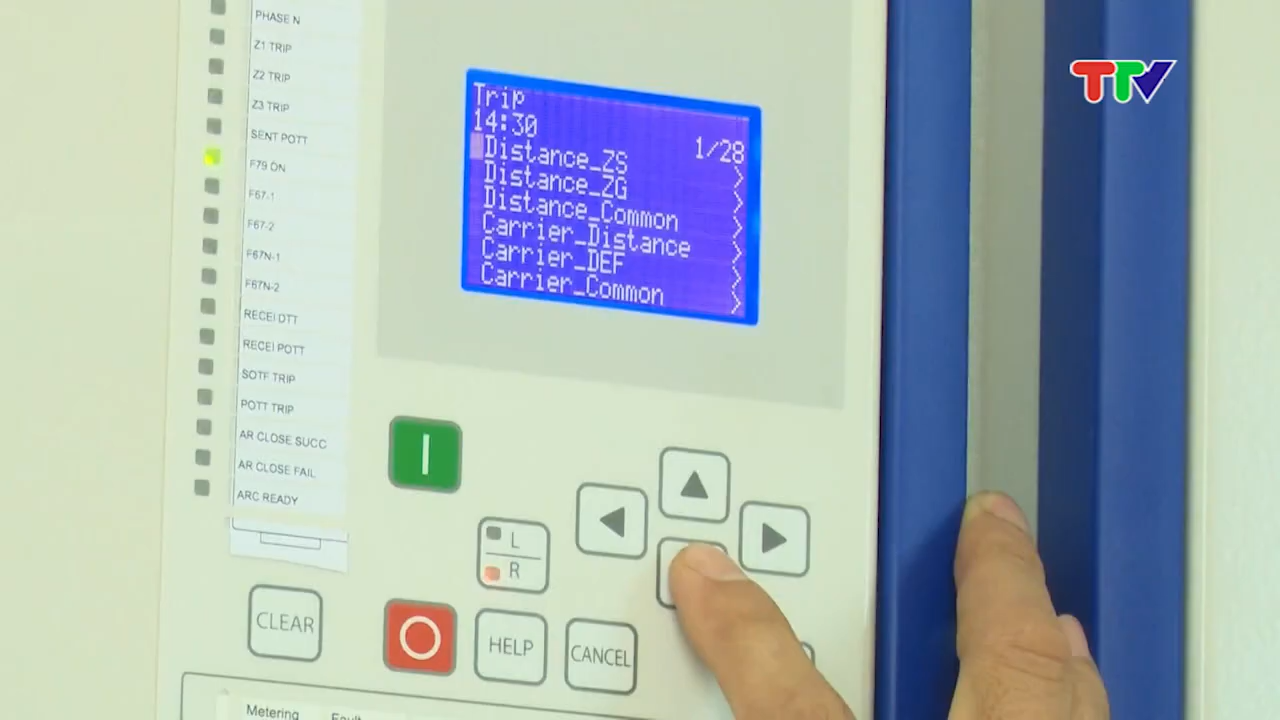 PHASE N
Z1 TRIP
Z2 TRIP
Z3 TRIP
SENT POTT
F79 ON
F67-1
F67-2
F67N-1
F67N-2
RECEI DTT
RECEI POTT
SOTF TRIP
POTT TRIP
AR CLOSE SUCC
AR CLOSE FAIL
ARC READY
Trip
14:30 1/28
Distance_ZS
Distance_ZG
Distance_Common
Carrier_Distance
Carrier_DEF
Carrier_Common
TTV
L
R
CLEAR
HELP
CANCEL
Metering